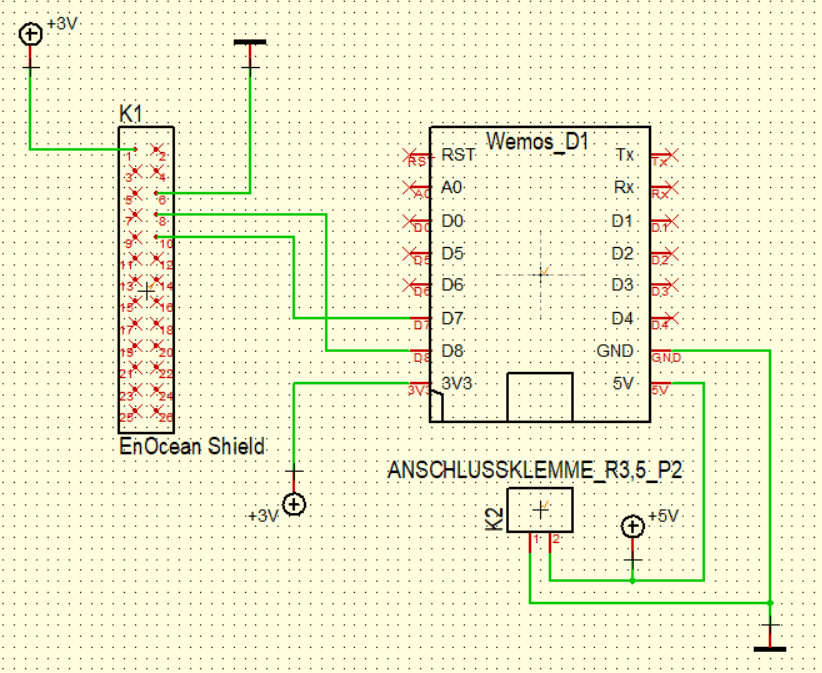 +3V
K1
1 2
3 4
5 6
7 8
9 10
11 12
13 14
15 16
17 18
19 20
21 22
23 24
25 26
EnOcean Shield
Wemos_D1
RST RST Tx Tx
A0 A0 Rx Rx
D0 D0 D1 D1
D5 D5 D2 D2
D6 D6 D3 D3
D7 D7 D4 D4
D8 D8 GND GND
3V3 3V3 5V 5V
+3V
ANSCHLUSSKLEMME_R3,5_P2
K2
1 2
+5V